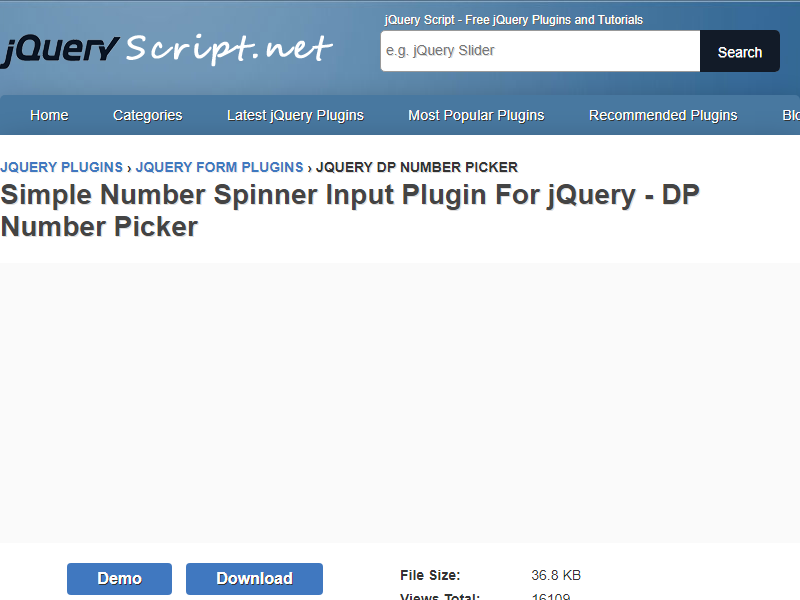 jQuery Script - Free jQuery Plugins and Tutorials
jQuery Script.net
e.g. jQuery Slider
Search
Home Categories Latest jQuery Plugins Most Popular Plugins Recommended Plugins
JQUERY PLUGINS › JQUERY FORM PLUGINS › JQUERY DP NUMBER PICKER
Simple Number Spinner Input Plugin For jQuery - DP
Number Picker
Demo Download
File Size: 36.8 KB
Views Total: 16109